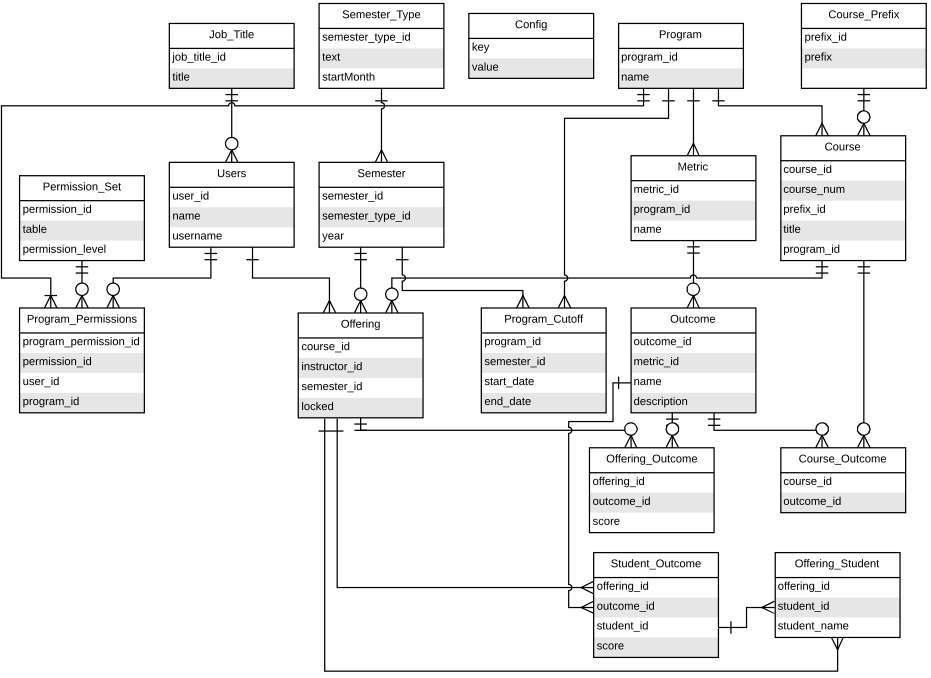 Job_Title
job_title_id
title
Semester_Type
semester_type_id
text
startMonth
Config
key
value
Program
program_id
name
Course_Prefix
prefix_id
prefix
Permission_Set
permission_id
table
permission_level
Users
user_id
name
username
Semester
semester_id
semester_type_id
year
Metric
metric_id
program_id
name
Course
course_id
course_num
prefix_id
title
program_id
Program_Permissions
program_permission_id
permission_id
user_id
program_id
Offering
course_id
instructor_id
semester_id
locked
Program_Cutoff
program_id
semester_id
start_date
end_date
Outcome
outcome_id
metric_id
name
description
Offering_Outcome
offering_id
outcome_id
score
Course_Outcome
course_id
outcome_id
Student_Outcome
offering_id
outcome_id
student_id
score
Offering_Student
offering_id
student_id
student_name